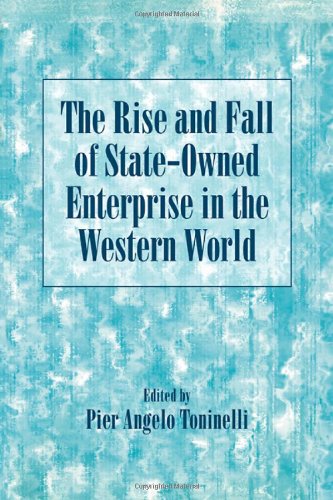 The Rise and Fall
of State-Owned
Enterprise in the
Western World
Edited by
Pier Angelo Toninelli